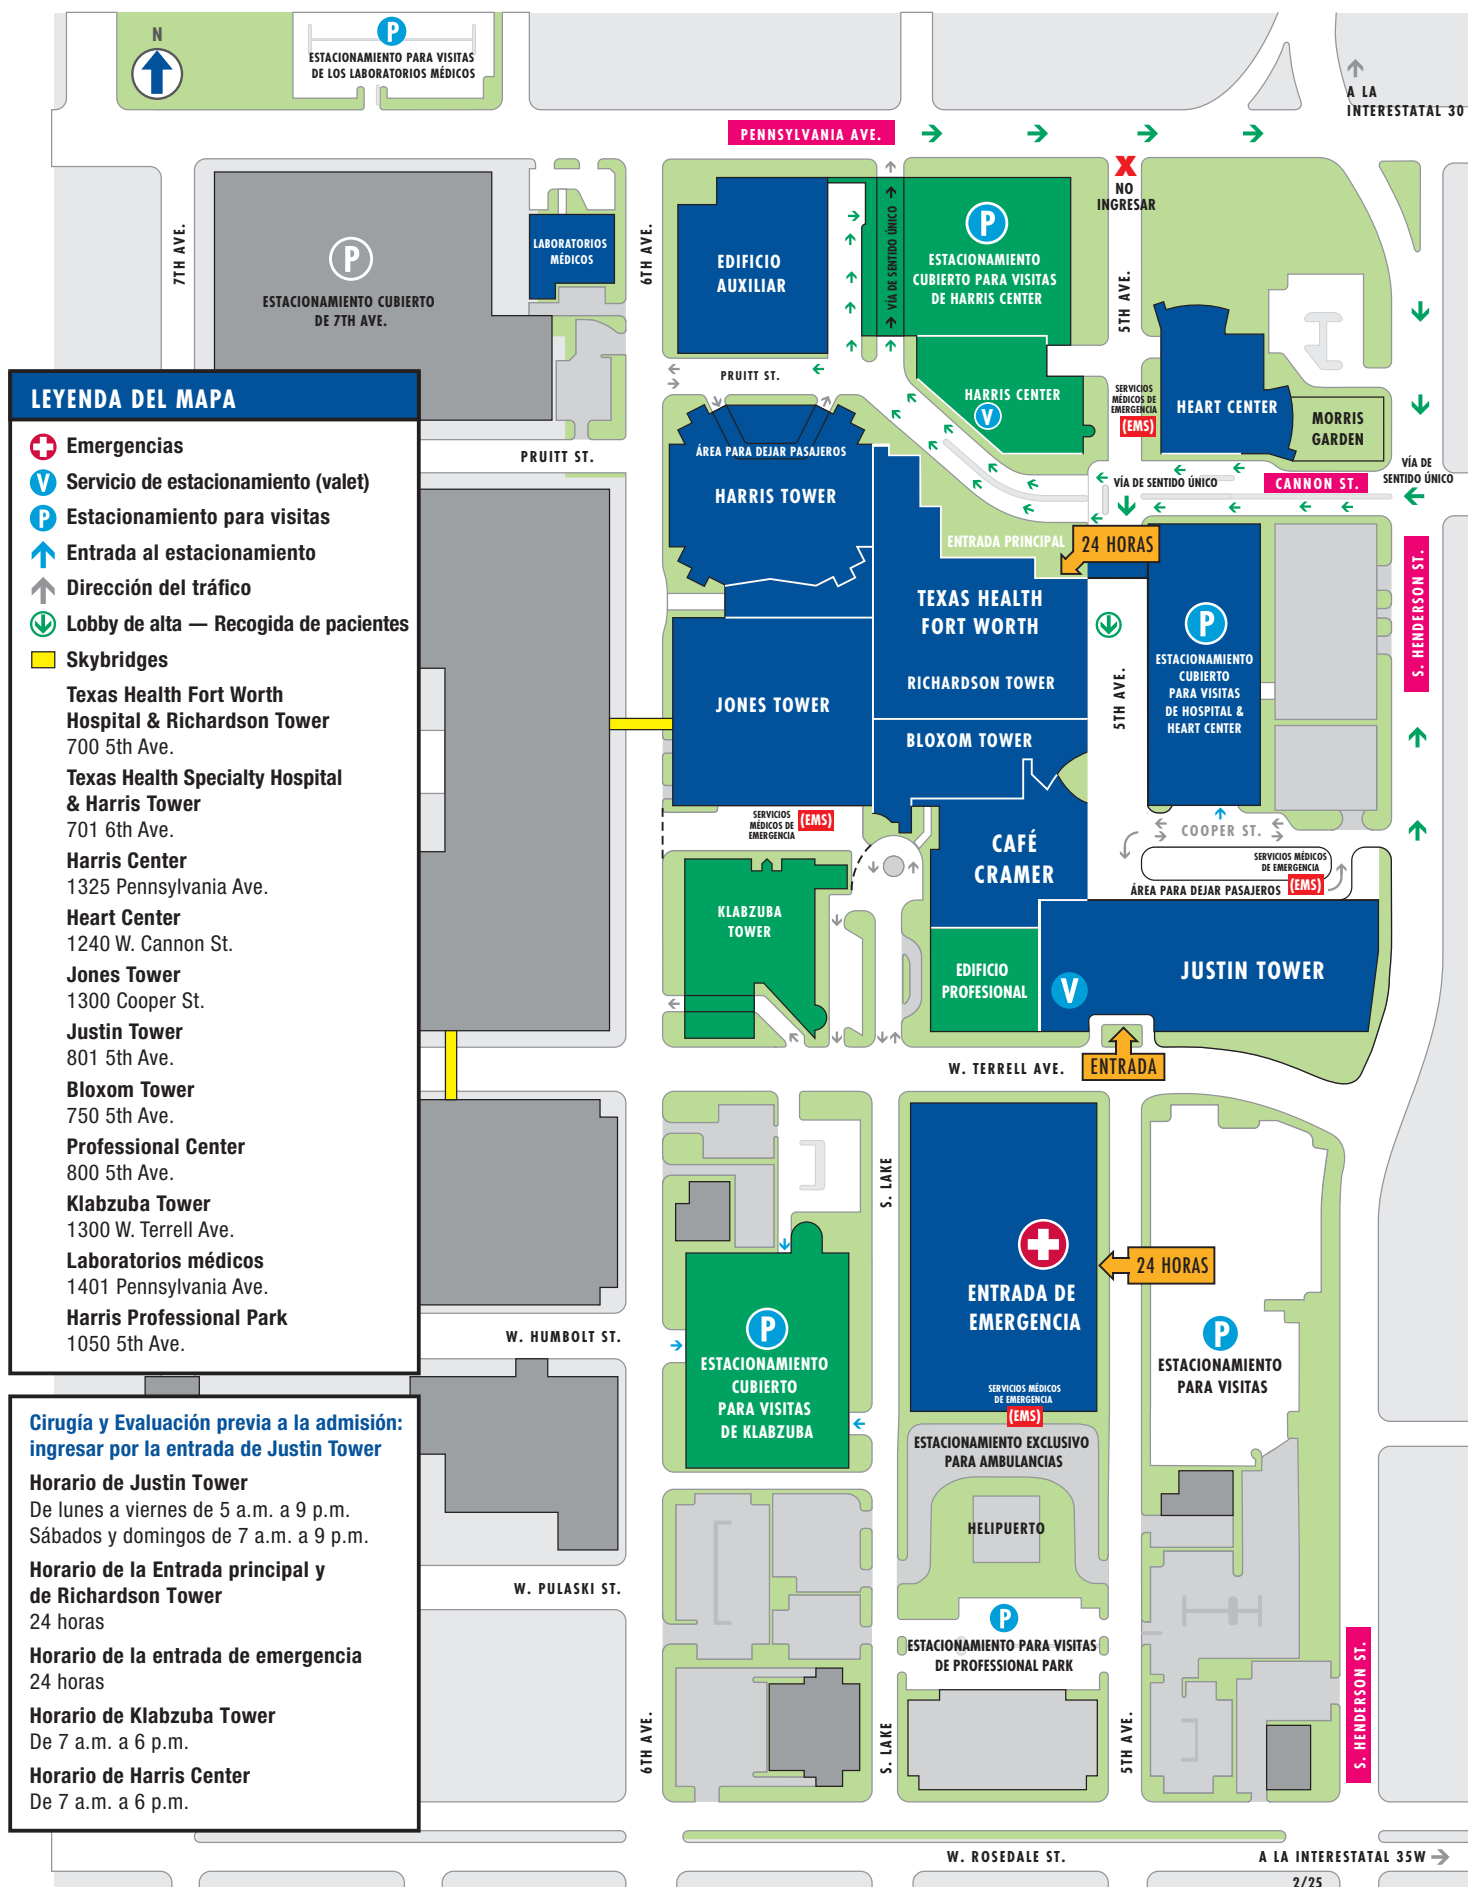 N
P
ESTACIONAMIENTO PARA VISITAS
DE LOS LABORATORIOS MÉDICOS
A LA
INTERESTATAL 30
PENNSYLVANIA AVE.
X
NO
INGRESAR
7TH AVE.
P
ESTACIONAMIENTO CUBIERTO
DE 7TH AVE.
LABORATORIOS
MÉDICOS
6TH AVE.
EDIFICIO
AUXILIAR
VÍA DE SENTIDO ÚNICO
P
ESTACIONAMIENTO
CUBIERTO PARA VISITAS
DE HARRIS CENTER
5TH AVE.
PRUITT ST.
HARRIS CENTER
V
SERVICIOS
MÉDICOS DE
EMERGENCIA
(EMS)
HEART CENTER
MORRIS
GARDEN
PRUITT ST.
ÁREA PARA DEJAR PASAJEROS
HARRIS TOWER
VÍA DE SENTIDO ÚNICO
CANNON ST.
VÍA DE
SENTIDO ÚNICO
ENTRADA PRINCIPAL
24 HORAS
TEXAS HEALTH
FORT WORTH
RICHARDSON TOWER
5TH AVE.
P
ESTACIONAMIENTO
CUBIERTO
PARA VISITAS
DE HOSPITAL &
HEART CENTER
S. HENDERSON ST.
JONES TOWER
BLOXOM TOWER
SERVICIOS
MÉDICOS DE
EMERGENCIA
(EMS)
CAFÉ
CRAMER
COOPER ST.
SERVICIOS MÉDICOS
DE EMERGENCIA
(EMS)
ÁREA PARA DEJAR PASAJEROS
KLABZUBA
TOWER
EDIFICIO
PROFESIONAL
V
JUSTIN TOWER
W. TERRELL AVE.
ENTRADA
S. LAKE
ENTRADA DE
EMERGENCIA
24 HORAS
P
ESTACIONAMIENTO
CUBIERTO
PARA VISITAS
DE KLABZUBA
W. HUMBOLT ST.
P
ESTACIONAMIENTO
PARA VISITAS
SERVICIOS MÉDICOS
DE EMERGENCIA
(EMS)
ESTACIONAMIENTO EXCLUSIVO
PARA AMBULANCIAS
HELIPUERTO
W. PULASKI ST.
P
ESTACIONAMIENTO PARA VISITAS
DE PROFESSIONAL PARK
6TH AVE.
S. LAKE
5TH AVE.
S. HENDERSON ST.
W. ROSEDALE ST.
A LA INTERESTATAL 35W
2/25
LEYENDA DEL MAPA
Emergencias
V Servicio de estacionamiento (valet)
P Estacionamiento para visitas
Entrada al estacionamiento
Dirección del tráfico
Lobby de alta — Recogida de pacientes
Skybridges
Texas Health Fort Worth
Hospital & Richardson Tower
700 5th Ave.
Texas Health Specialty Hospital
& Harris Tower
701 6th Ave.
Harris Center
1325 Pennsylvania Ave.
Heart Center
1240 W. Cannon St.
Jones Tower
1300 Cooper St.
Justin Tower
801 5th Ave.
Bloxom Tower
750 5th Ave.
Professional Center
800 5th Ave.
Klabzuba Tower
1300 W. Terrell Ave.
Laboratorios médicos
1401 Pennsylvania Ave.
Harris Professional Park
1050 5th Ave.
Cirugía y Evaluación previa a la admisión:
ingresar por la entrada de Justin Tower
Horario de Justin Tower
De lunes a viernes de 5 a.m. a 9 p.m.
Sábados y domingos de 7 a.m. a 9 p.m.
Horario de la Entrada principal y
de Richardson Tower
24 horas
Horario de la entrada de emergencia
24 horas
Horario de Klabzuba Tower
De 7 a.m. a 6 p.m.
Horario de Harris Center
De 7 a.m. a 6 p.m.